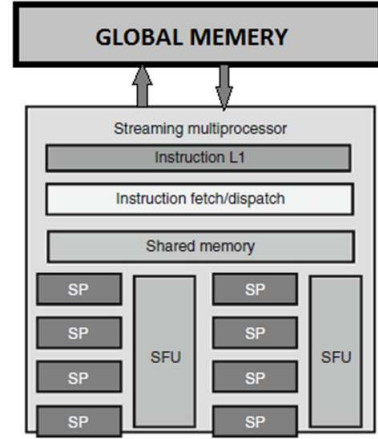 GLOBAL MEMERY
Streaming multiprocessor
Instruction L1
Instruction fetch/dispatch
Shared memory
SP SP
SP SP
SFU SFU
SP SP
SP SP